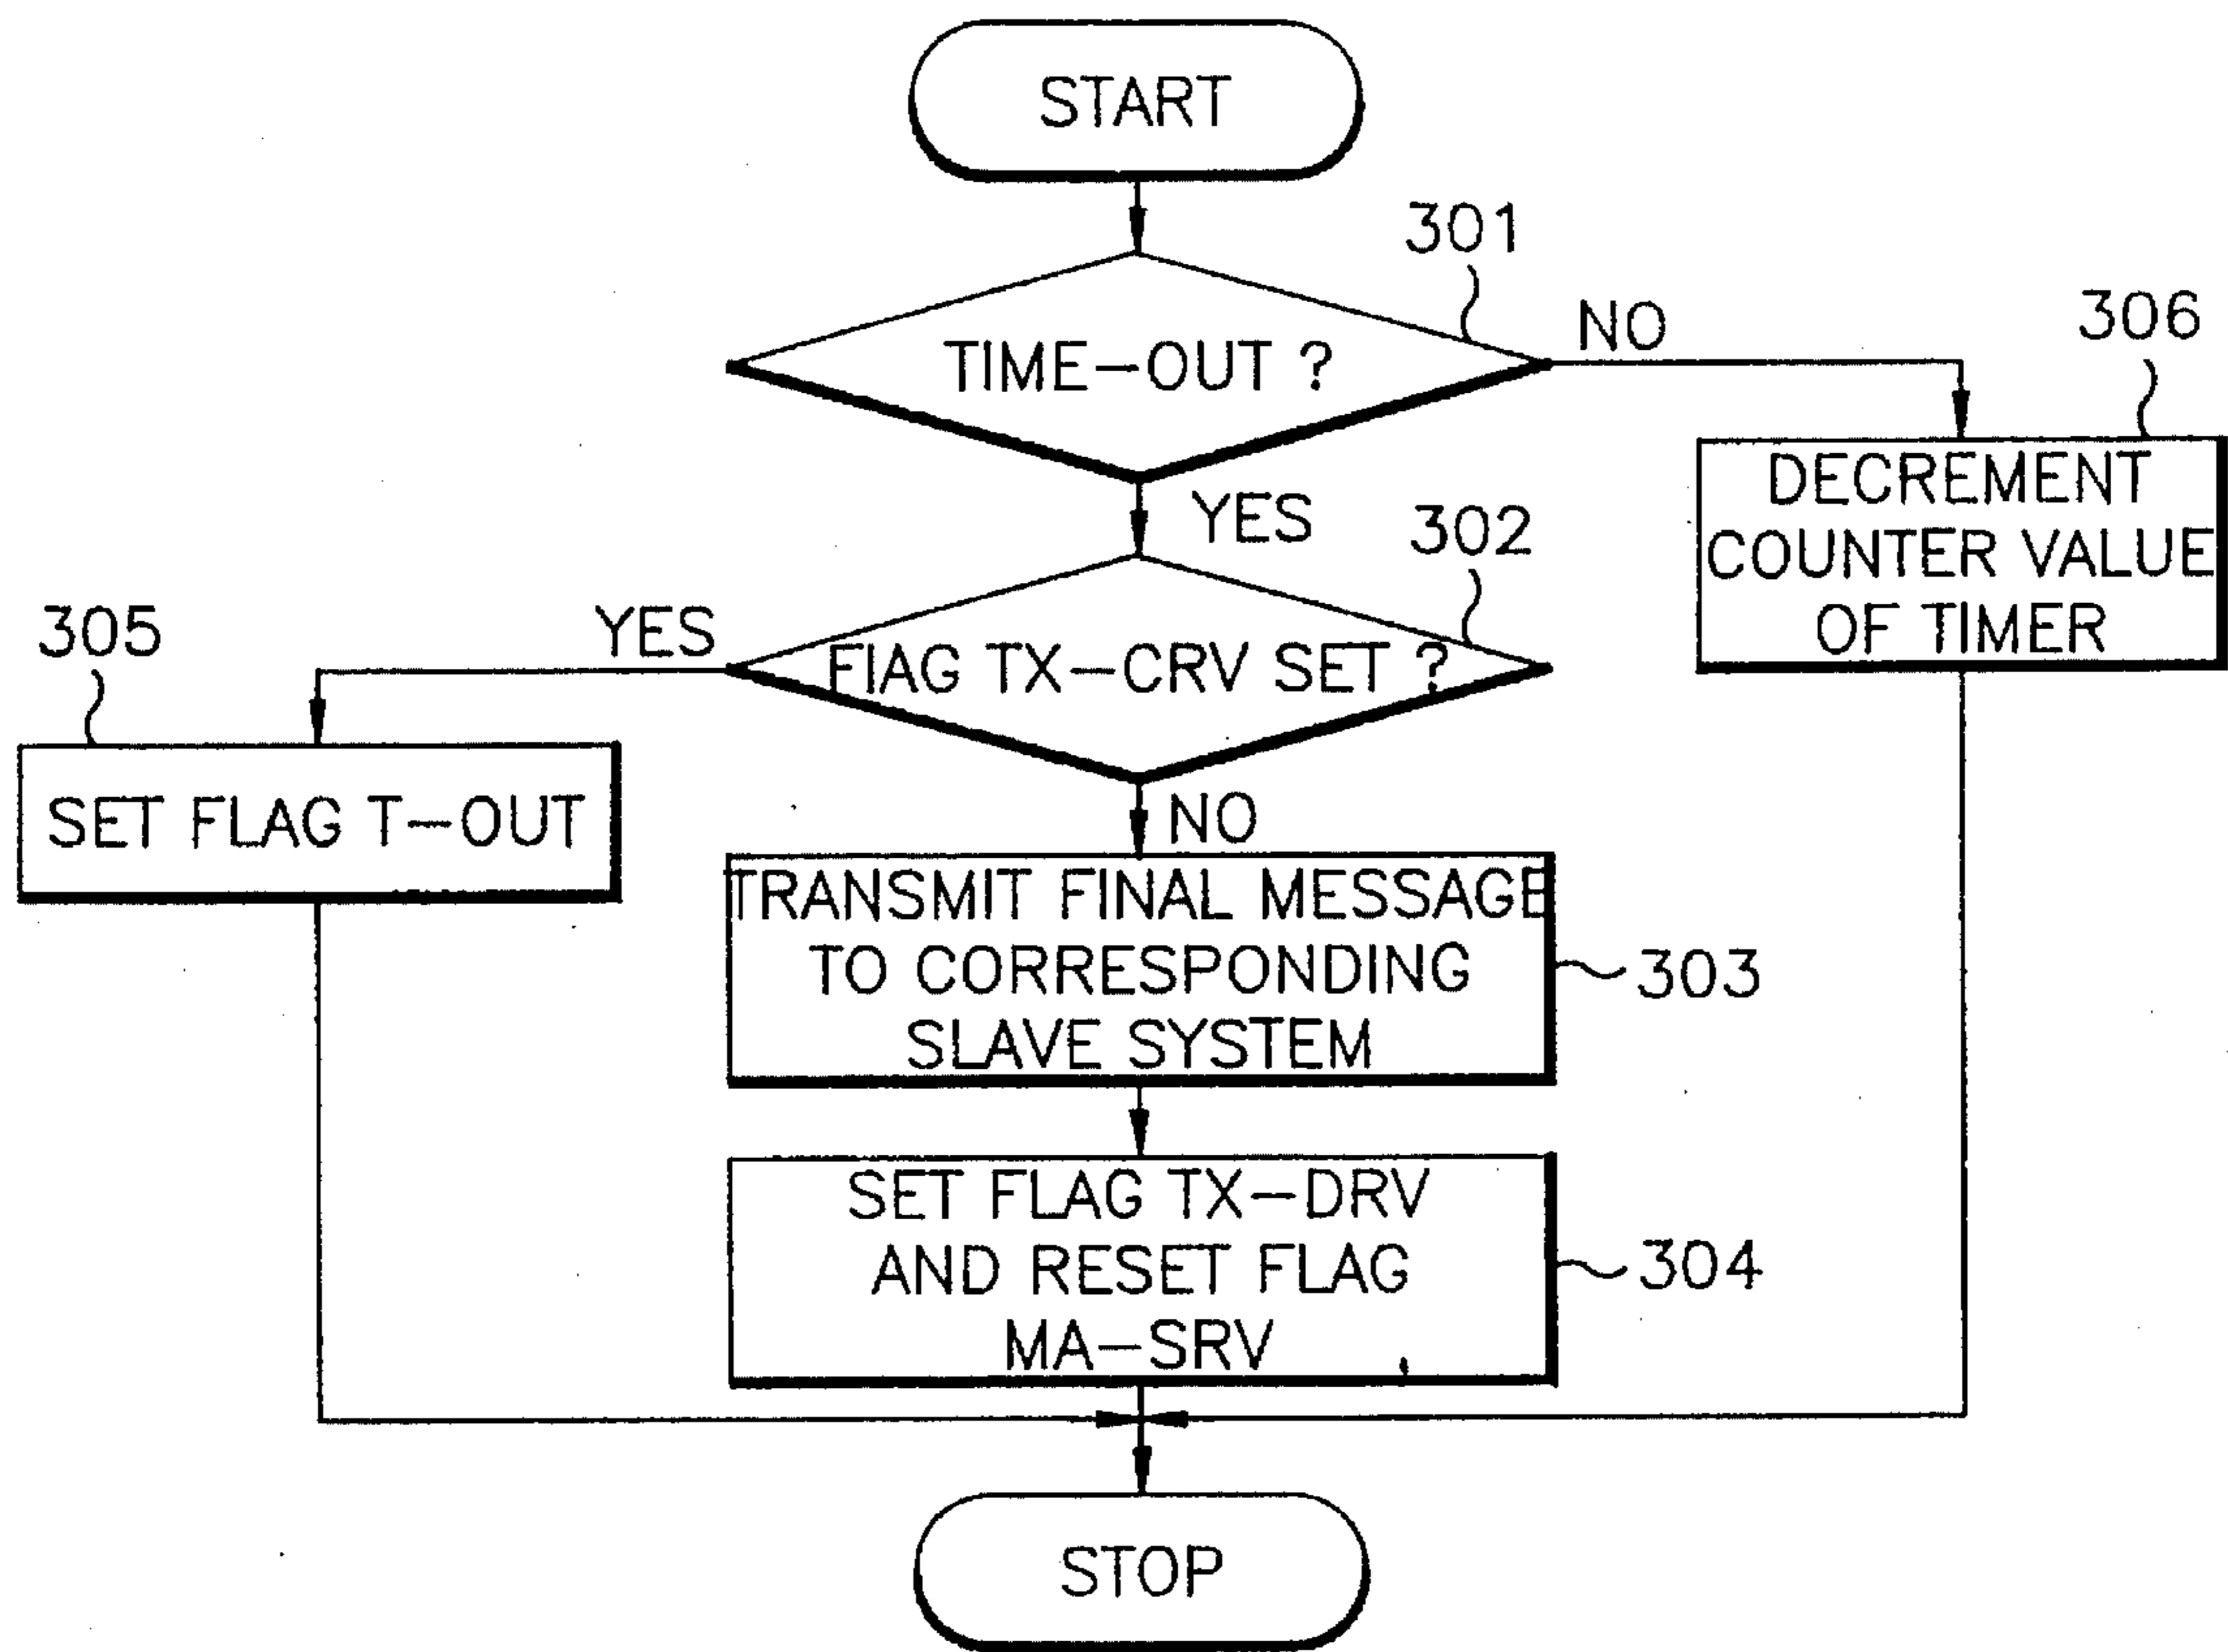 START
301
TIME-OUT ?
NO
306
DECREMENT
COUNTER VALUE
OF TIMER
YES
302
FIAG TX-CRV SET ?
YES
305
SET FLAG T-OUT
NO
TRANSMIT FINAL MESSAGE
TO CORRESPONDING
SLAVE SYSTEM
303
SET FLAG TX-DRV
AND RESET FLAG
MA-SRV
304
STOP